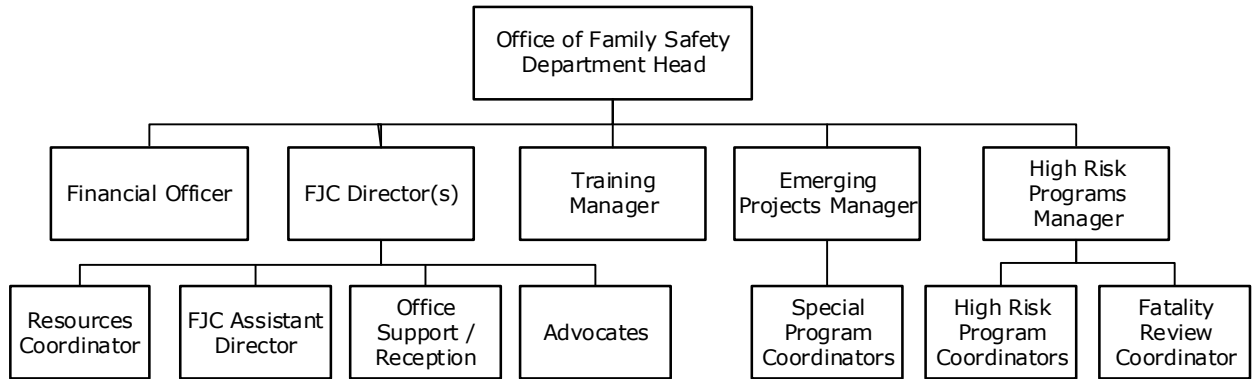 Office of Family Safety
Department Head
Financial Officer
FJC Director(s)
Training
Manager
Emerging
Projects Manager
High Risk
Programs
Manager
Resources
Coordinator
FJC Assistant
Director
Office
Support /
Reception
Advocates
Special
Program
Coordinators
High Risk
Program
Coordinators
Fatality
Review
Coordinator